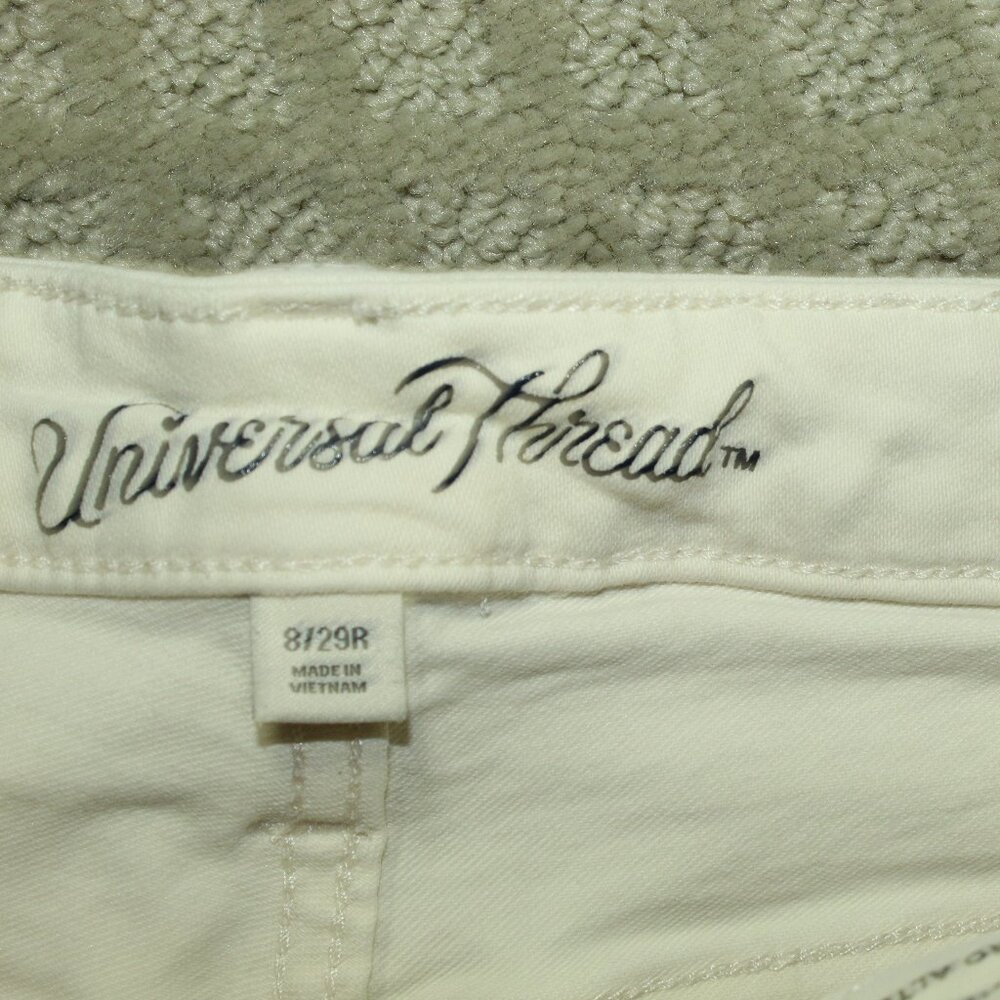 Universal Thread™
8/29R
MADE IN
VIETNAM